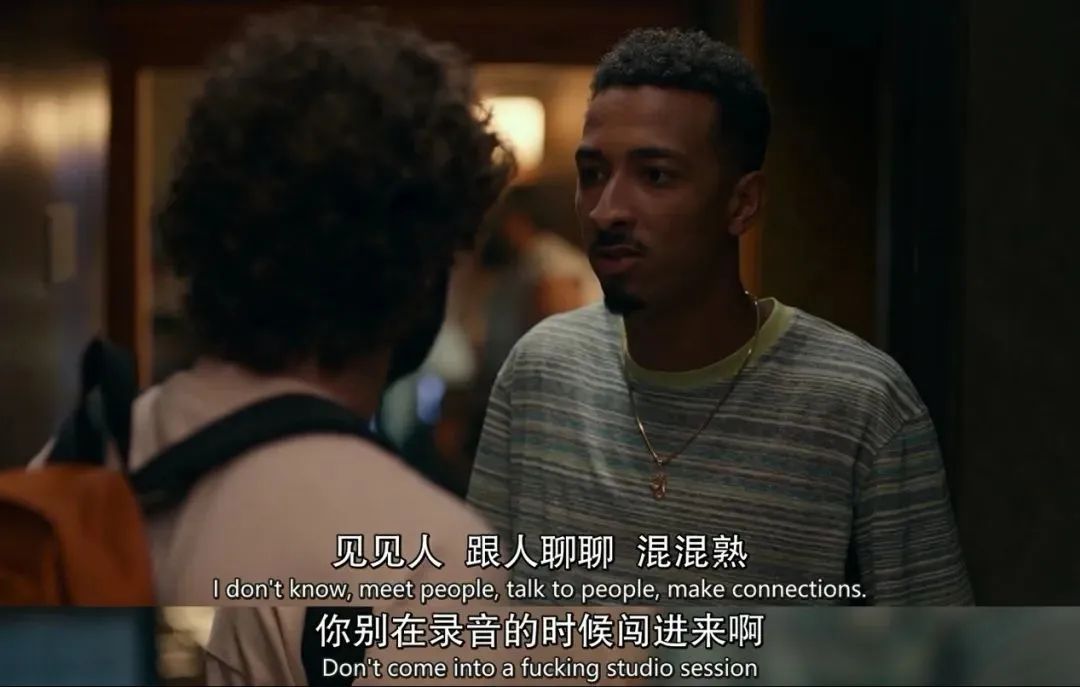 见见人 跟人聊聊 混混熟
I don't know, meet people, talk to people, make connections.
你别在录音的时候闯进来啊
Don't come into a fucking studio session